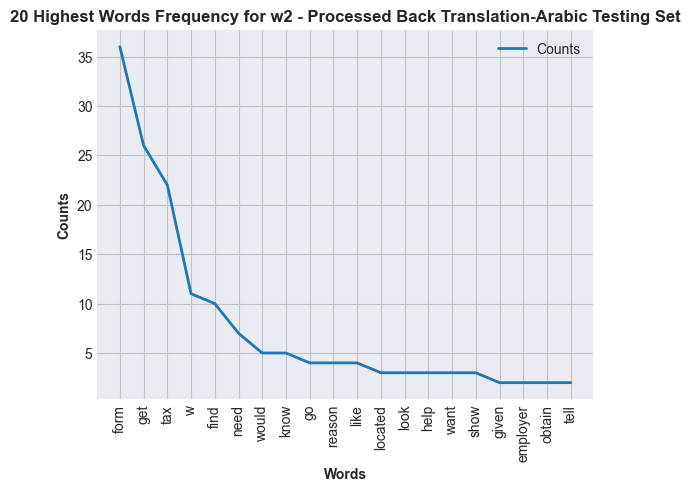 20 Highest Words Frequency for w2 - Processed Back Translation-Arabic Testing Set
Counts
35
30
25
20
15
10
5
Counts
form
get
tax
w
find
need
would
know
go
reason
like
located
look
help
want
show
given
employer
obtain
tell
Words